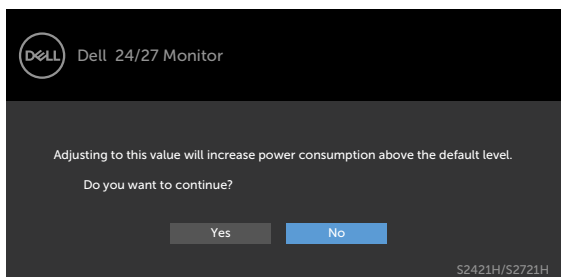 DELL Dell 24/27 Monitor
Adjusting to this value will increase power consumption above the default level.
Do you want to continue?
Yes No
S2421H/S2721H